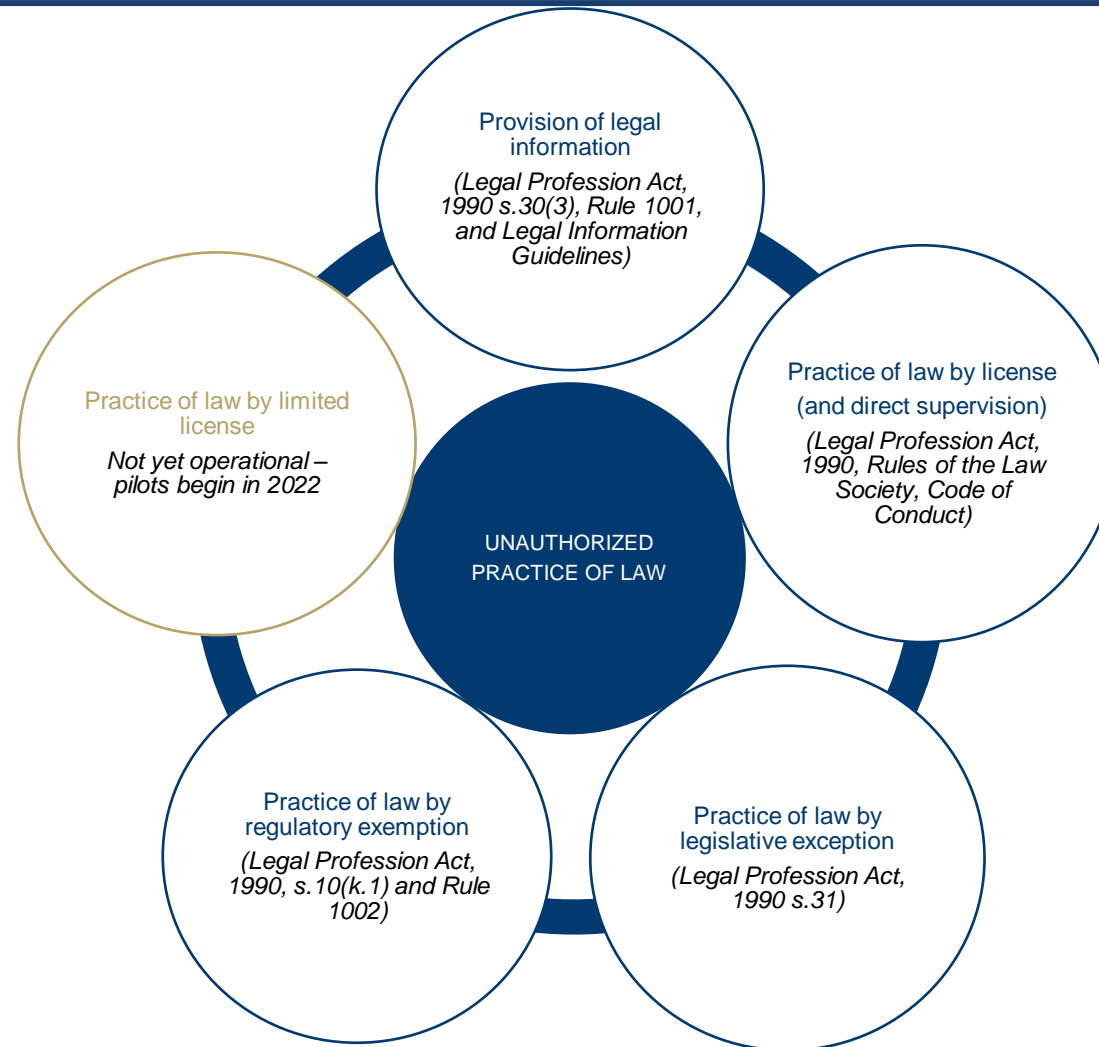 Provision of legal
information
(Legal Profession Act,
1990 s.30(3), Rule 1001,
and Legal Information
Guidelines)
Practice of law by license
(and direct supervision)
(Legal Profession Act,
1990, Rules of the Law
Society, Code of
Conduct)
Practice of law by
legislative exception
(Legal Profession Act,
1990 s.31)
Practice of law by
regulatory exemption
(Legal Profession Act,
1990, s.10(k.1) and Rule
1002)
Practice of law by limited
license
Not yet operational –
pilots begin in 2022
UNAUTHORIZED
PRACTICE OF LAW